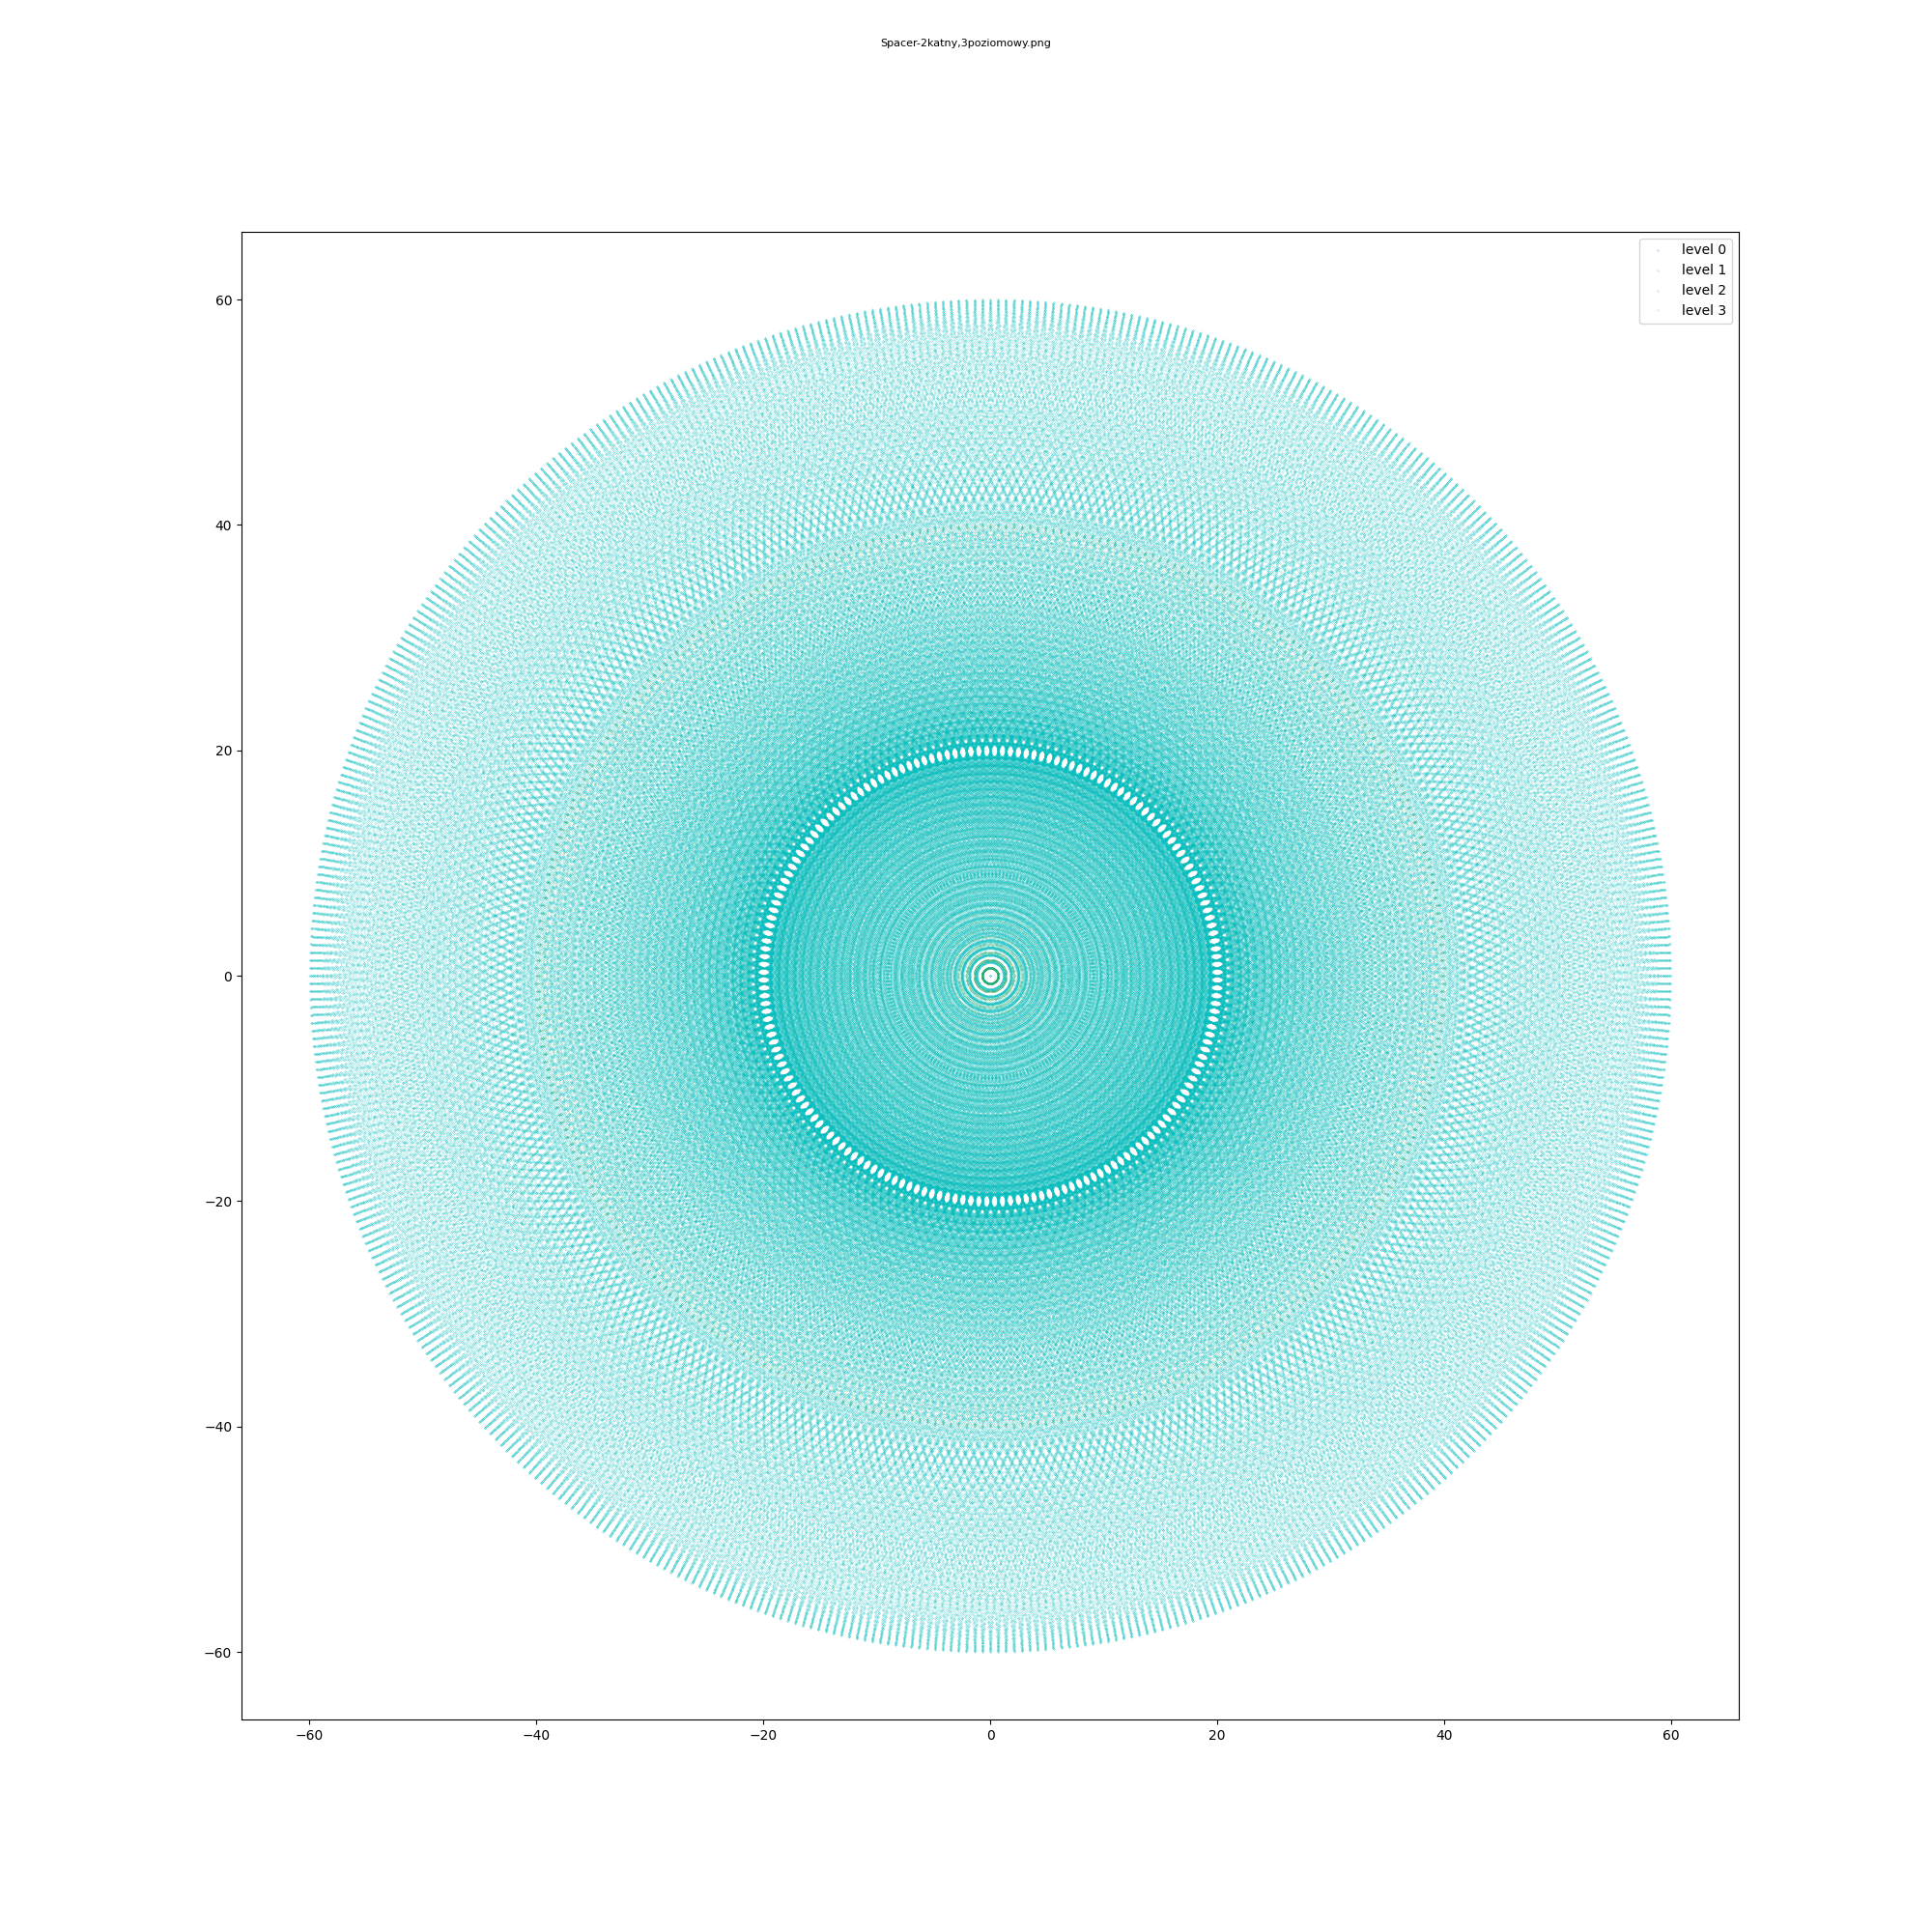 Spacer-2katny,3poziomowy.png
level 0
level 1
level 2
level 3
60
40
20
0
−20
−40
−60
−60 −40 −20 0 20 40 60